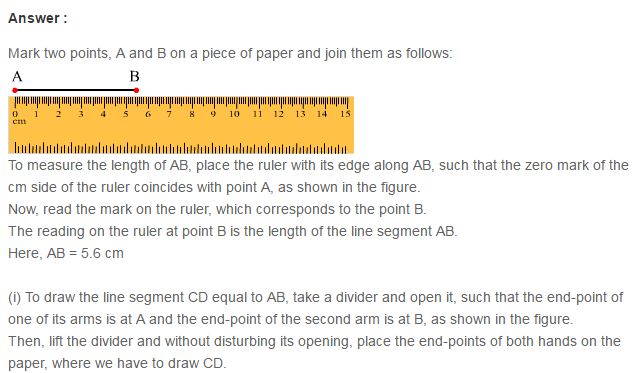 Answer :
Mark two points, A and B on a piece of paper and join them as follows:
A B
0 1 2 3 4 5 6 7 8 9 10 11 12 13 14 15
cm
To measure the length of AB, place the ruler with its edge along AB, such that the zero mark of the
cm side of the ruler coincides with point A, as shown in the figure.
Now, read the mark on the ruler, which corresponds to the point B.
The reading on the ruler at point B is the length of the line segment AB.
Here, AB = 5.6 cm
(i) To draw the line segment CD equal to AB, take a divider and open it, such that the end-point of
one of its arms is at A and the end-point of the second arm is at B, as shown in the figure.
Then, lift the divider and without disturbing its opening, place the end-points of both hands on the
paper, where we have to draw CD.